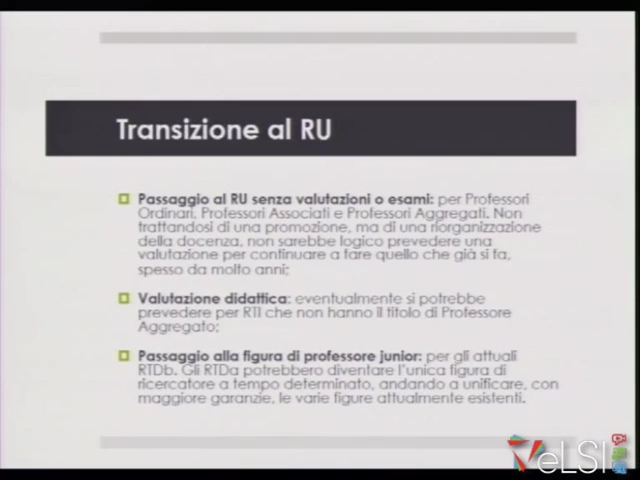 Transizione al RU
Passaggio al RU senza valutazioni o esami: per Professori
Ordinari, Professori Associati e Professori Aggregati. Non
trattandosi di una promozione, ma di una riorganizzazione
della docenza, non sarebbe logico prevedere una
valutazione per continuare a fare quello che già si fa,
spesso da molto anni;
Valutazione didattica: eventualmente si potrebbe
prevedere per RTI che non hanno il titolo di Professore
Aggregato;
Passaggio alla figura di professore junior: per gli attuali
RTDb. Gli RTDa potrebbero diventare l'unica figura di
ricercatore a tempo determinato, andando a unificare, con
maggiore garanzie, le varie figure attualmente esistenti.
VeLSI